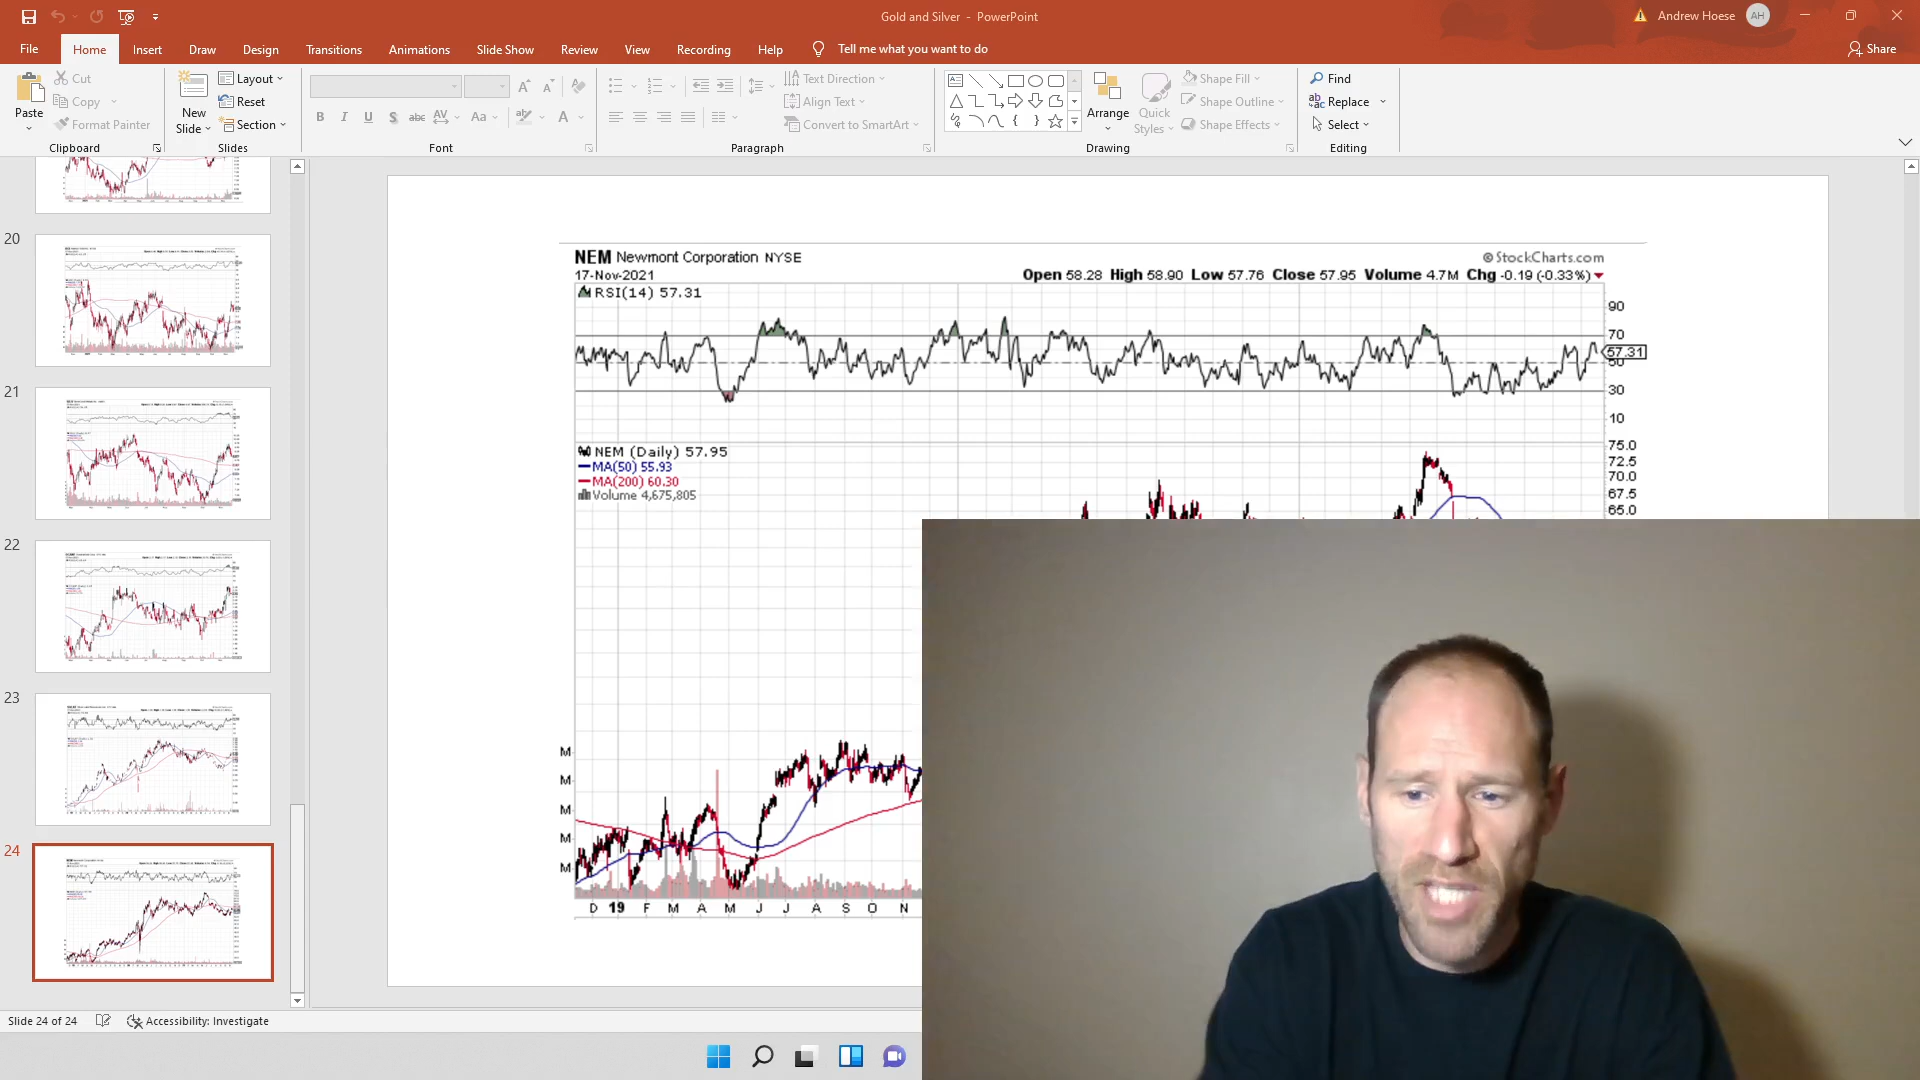 Gold and Silver - PowerPoint
Andrew Hoese
AH
File Home Insert Draw Design Transitions Animations Slide Show Review View Recording Help Tell me what you want to do
Share
Paste
Cut
Copy
Format Painter
Clipboard
New
Slide
Layout
Reset
Section
Slides
B I U S abc AV Aa A
Font
Text Direction
Align Text
Convert to SmartArt
Paragraph
Arrange
Quick
Styles
Shape Fill
Shape Outline
Shape Effects
Drawing
Find
Replace
Select
Editing
20
21
22
23
24
NEM Newmont Corporation NYSE
© StockCharts.com
17-Nov-2021
Open 58.28 High 58.90 Low 57.76 Close 57.95 Volume 4.7M Chg -0.19 (-0.33%)
RSI(14) 57.31
90
70
57.31
50
30
10
NEM (Daily) 57.95
MA(50) 55.93
MA(200) 60.30
Volume 4,675,805
75.0
72.5
70.0
67.5
65.0
M
M
M
M
M
D 19 F M A M J J A S O N
Slide 24 of 24
Accessibility: Investigate